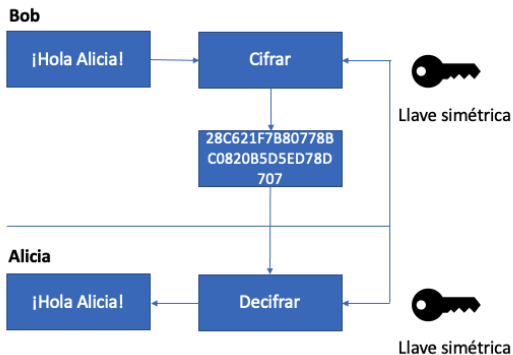 Bob
¡Hola Alicia!
Cifrar
Llave simétrica
28C621F7B80778B
C0820B5D5ED78D
707
Alicia
¡Hola Alicia!
Decifrar
Llave simétrica